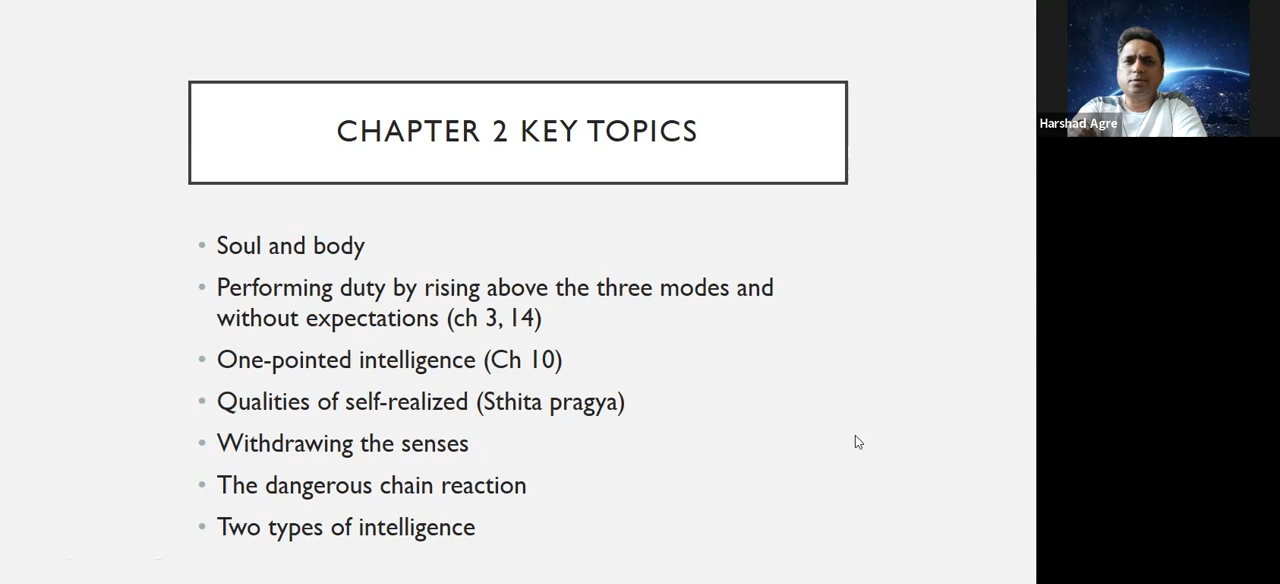 CHAPTER 2 KEY TOPICS
• Soul and body
• Performing duty by rising above the three modes and
without expectations (ch 3, 14)
• One-pointed intelligence (Ch 10)
• Qualities of self-realized (Sthita pragya)
• Withdrawing the senses
• The dangerous chain reaction
• Two types of intelligence
Harshad Agre